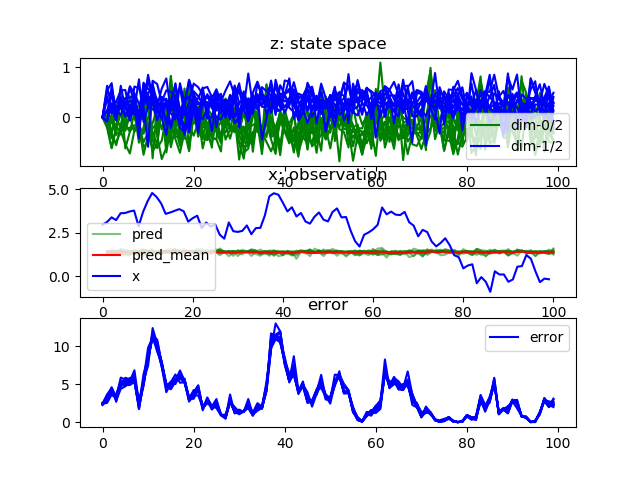 z: state space
1
0
dim-0/2
dim-1/2
0 20 40 60 80 100
x: observation
5.0
2.5
0.0
pred
pred_mean
x
0 20 40 60 80 100
error
10
5
0
error
0 20 40 60 80 100